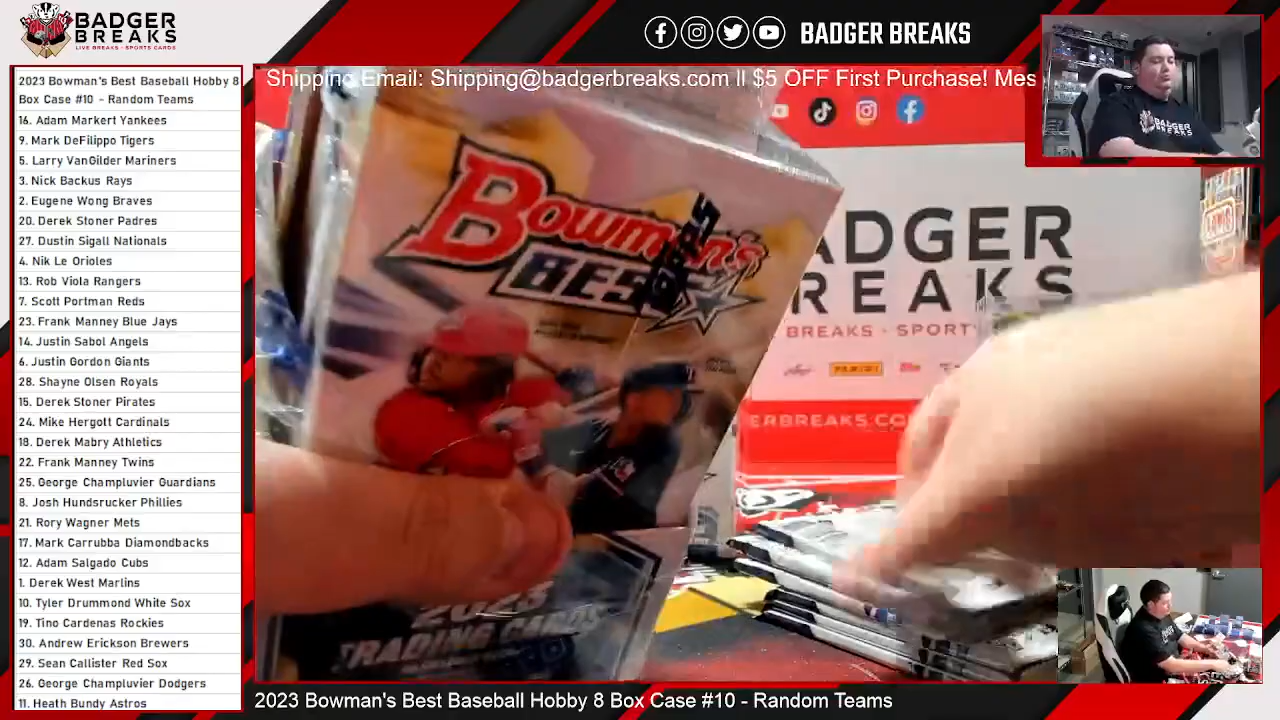 BADGER
BREAKS
LIVE BREAKS · SPORTS CARDS
BADGER BREAKS
2023 Bowman's Best Baseball Hobby 8
Box Case #10 - Random Teams
16. Adam Markert Yankees
9. Mark DeFilippo Tigers
5. Larry VanGilder Mariners
3. Nick Backus Rays
2. Eugene Wong Braves
20. Derek Stoner Padres
27. Dustin Sigall Nationals
4. Nik Le Orioles
13. Rob Viola Rangers
7. Scott Portman Reds
23. Frank Manney Blue Jays
14. Justin Sabol Angels
6. Justin Gordon Giants
28. Shayne Olsen Royals
15. Derek Stoner Pirates
24. Mike Hergott Cardinals
18. Derek Mabry Athletics
22. Frank Manney Twins
25. George Champluvier Guardians
8. Josh Hundsrucker Phillies
21. Rory Wagner Mets
17. Mark Carrubba Diamondbacks
12. Adam Salgado Cubs
1. Derek West Marlins
10. Tyler Drummond White Sox
19. Tino Cardenas Rockies
30. Andrew Erickson Brewers
29. Sean Callister Red Sox
26. George Champluvier Dodgers
11. Heath Bundy Astros
Shipping Email: Shipping@badgerbreaks.com ll $5 OFF First Purchase! Mes
BOWMAN'S
BEST
2023
TRADING CARDS
ADGER
REAKS
BREAKS · SPORT
PANINI
ERBREAKS.CO
BADGER
BREAKS
2023 Bowman's Best Baseball Hobby 8 Box Case #10 - Random Teams